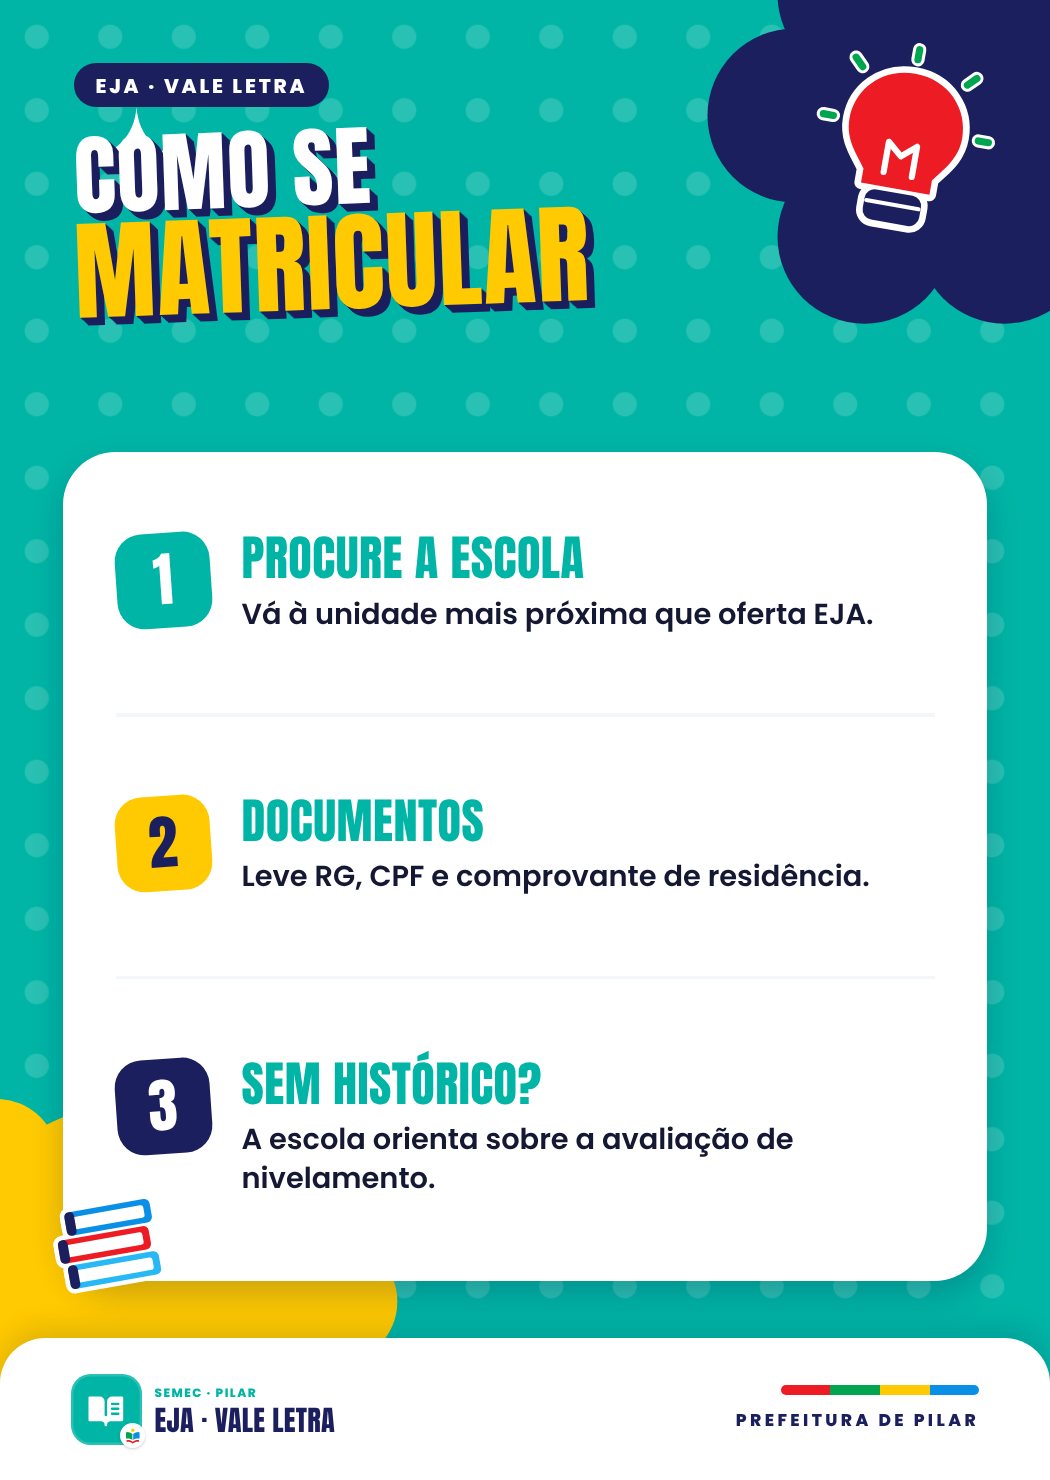 EJA · VALE LETRA
COMO SE
MATRICULAR
M
1
PROCURE A ESCOLA
Vá à unidade mais próxima que oferta EJA.
2
DOCUMENTOS
Leve RG, CPF e comprovante de residência.
3
SEM HISTÓRICO?
A escola orienta sobre a avaliação de
nivelamento.
SEMEC · PILAR
EJA · VALE LETRA
PREFEITURA DE PILAR